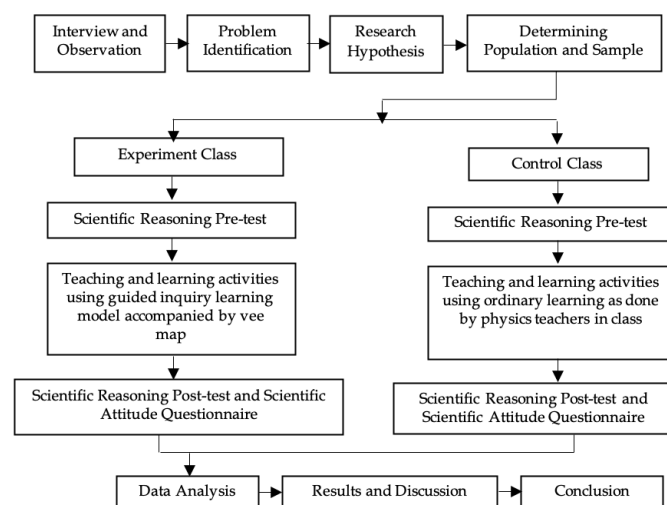 Interview and
Observation
Problem
Identification
Research
Hypothesis
Determining
Population and Sample
Experiment Class
Control Class
Scientific Reasoning Pre-test
Scientific Reasoning Pre-test
Teaching and learning activities
using guided inquiry learning
model accompanied by vee
map
Teaching and learning activities
using ordinary learning as done
by physics teachers in class
Scientific Reasoning Post-test and Scientific
Attitude Questionnaire
Scientific Reasoning Post-test and
Scientific Attitude Questionnaire
Data Analysis
Results and Discussion
Conclusion